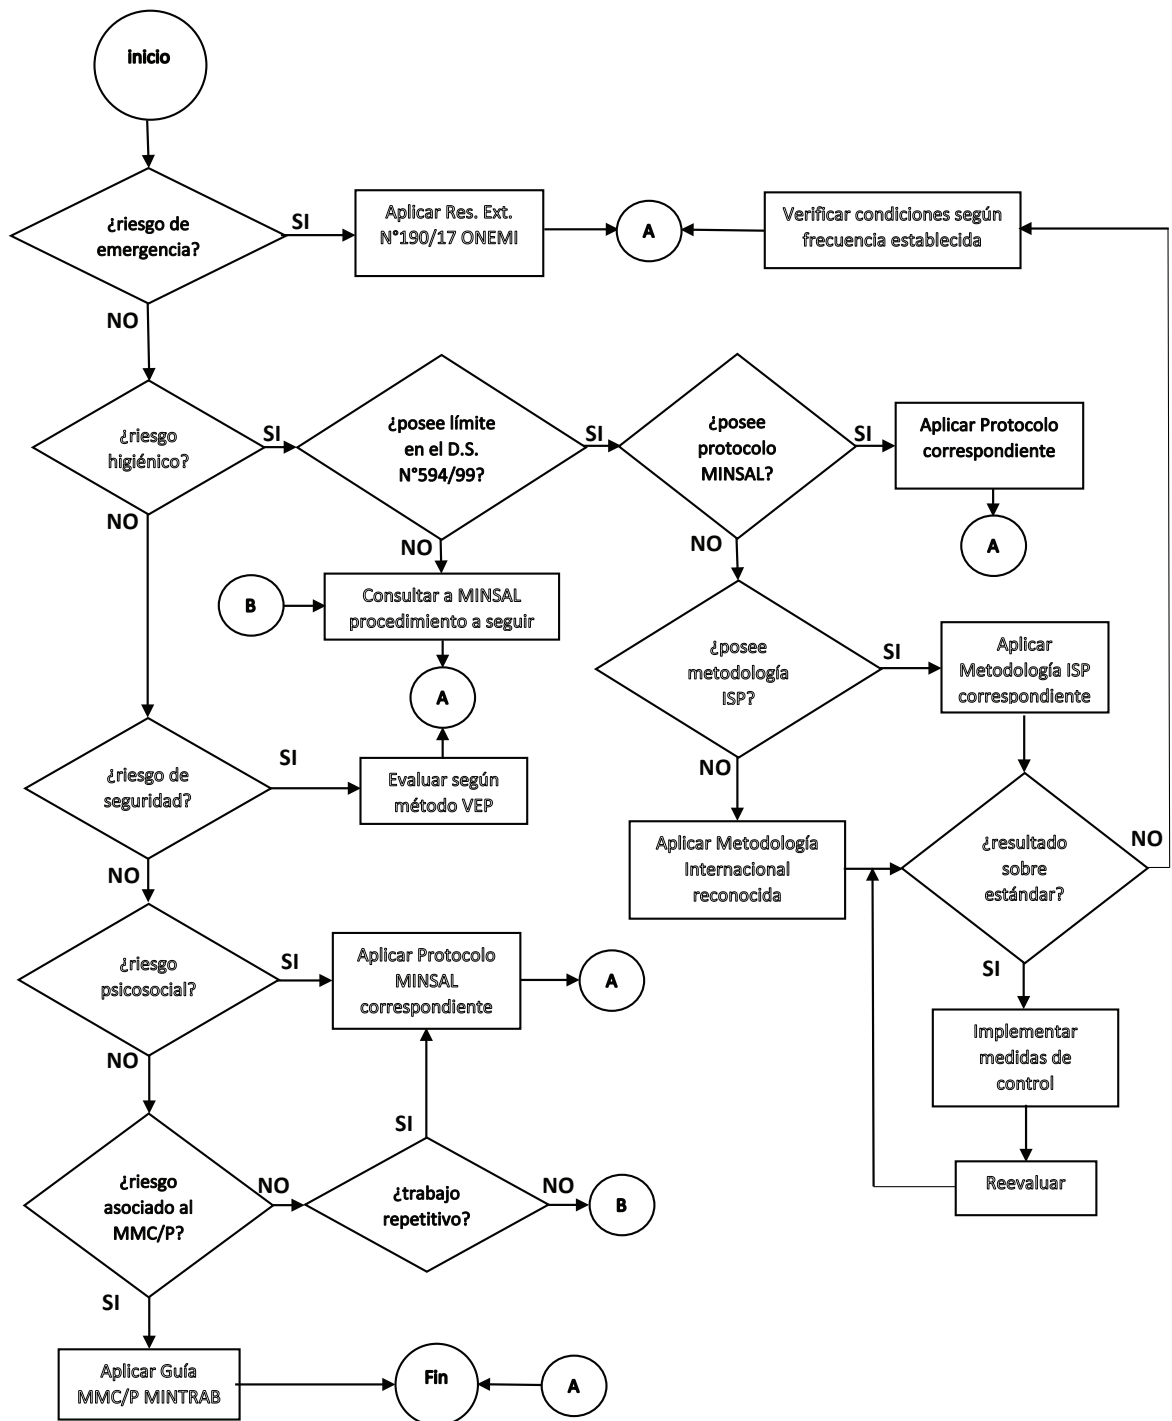 inicio
¿riesgo de
emergencia?
SI
NO
Aplicar Res. Ext.
N°190/17 ONEMI
A
Verificar condiciones según
frecuencia establecida
¿riesgo
higiénico?
SI
NO
¿posee límite
en el D.S.
N°594/99?
SI
NO
¿posee
protocolo
MINSAL?
SI
NO
Aplicar Protocolo
correspondiente
A
B
Consultar a MINSAL
procedimiento a seguir
A
¿posee
metodología
ISP?
SI
NO
Aplicar
Metodología ISP
correspondiente
¿riesgo de
seguridad?
SI
NO
Evaluar según
método VEP
Aplicar Metodología
Internacional
reconocida
¿resultado
sobre
estándar?
NO
SI
¿riesgo
psicosocial?
SI
NO
Aplicar Protocolo
MINSAL
correspondiente
A
Implementar
medidas de
control
Reevaluar
¿riesgo
asociado al
MMC/P?
NO
SI
¿trabajo
repetitivo?
SI
NO
B
Aplicar Guía
MMC/P MINTRAB
Fin
A